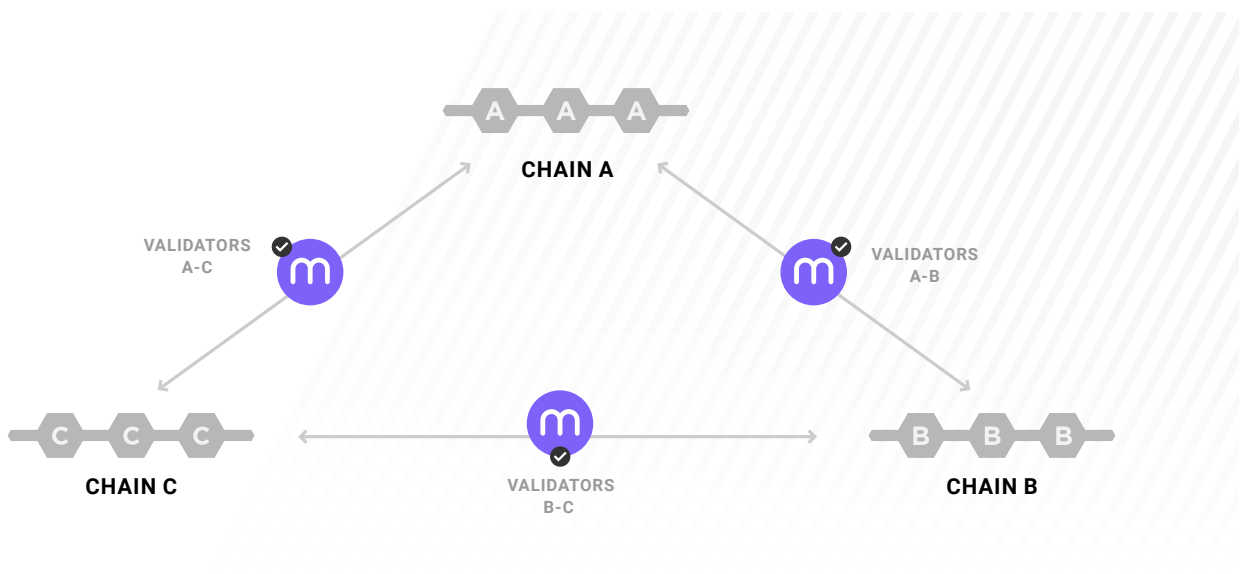 A A A
CHAIN A
VALIDATORS
A-C
m
m
VALIDATORS
A-B
C C C
CHAIN C
m
VALIDATORS
B-C
B B B
CHAIN B